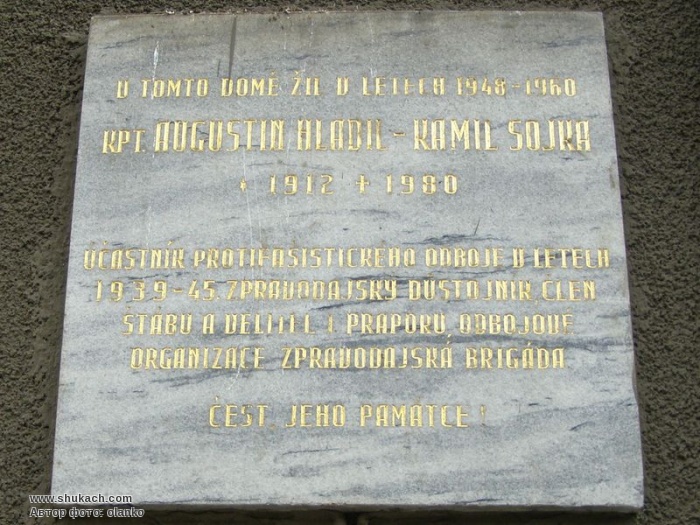 V TOMTO DOMĚ ŽIL V LETECH 1948-1960
KPT. AUGUSTIN HLADIL - KAMIL SOJKA
* 1912 + 1980
ÚČASTNÍK PROTIFAŠISTICKÉHO ODBOJE V LETECH
1939-45. ZPRAVODAJSKÝ DŮSTOJNÍK, ČLEN
ŠTÁBU A VELITEL I PRAPORU, ODBOJOVÉ
ORGANIZACE ZPRAVODAJSKÁ BRIGÁDA
ČEST JEHO PAMÁTCE!
www.shukach.com
Автор фото: olanko